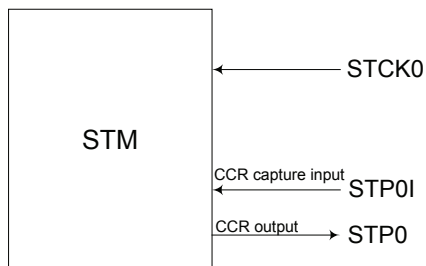 STCK0
STM
CCR capture input
STP0I
CCR output
STP0